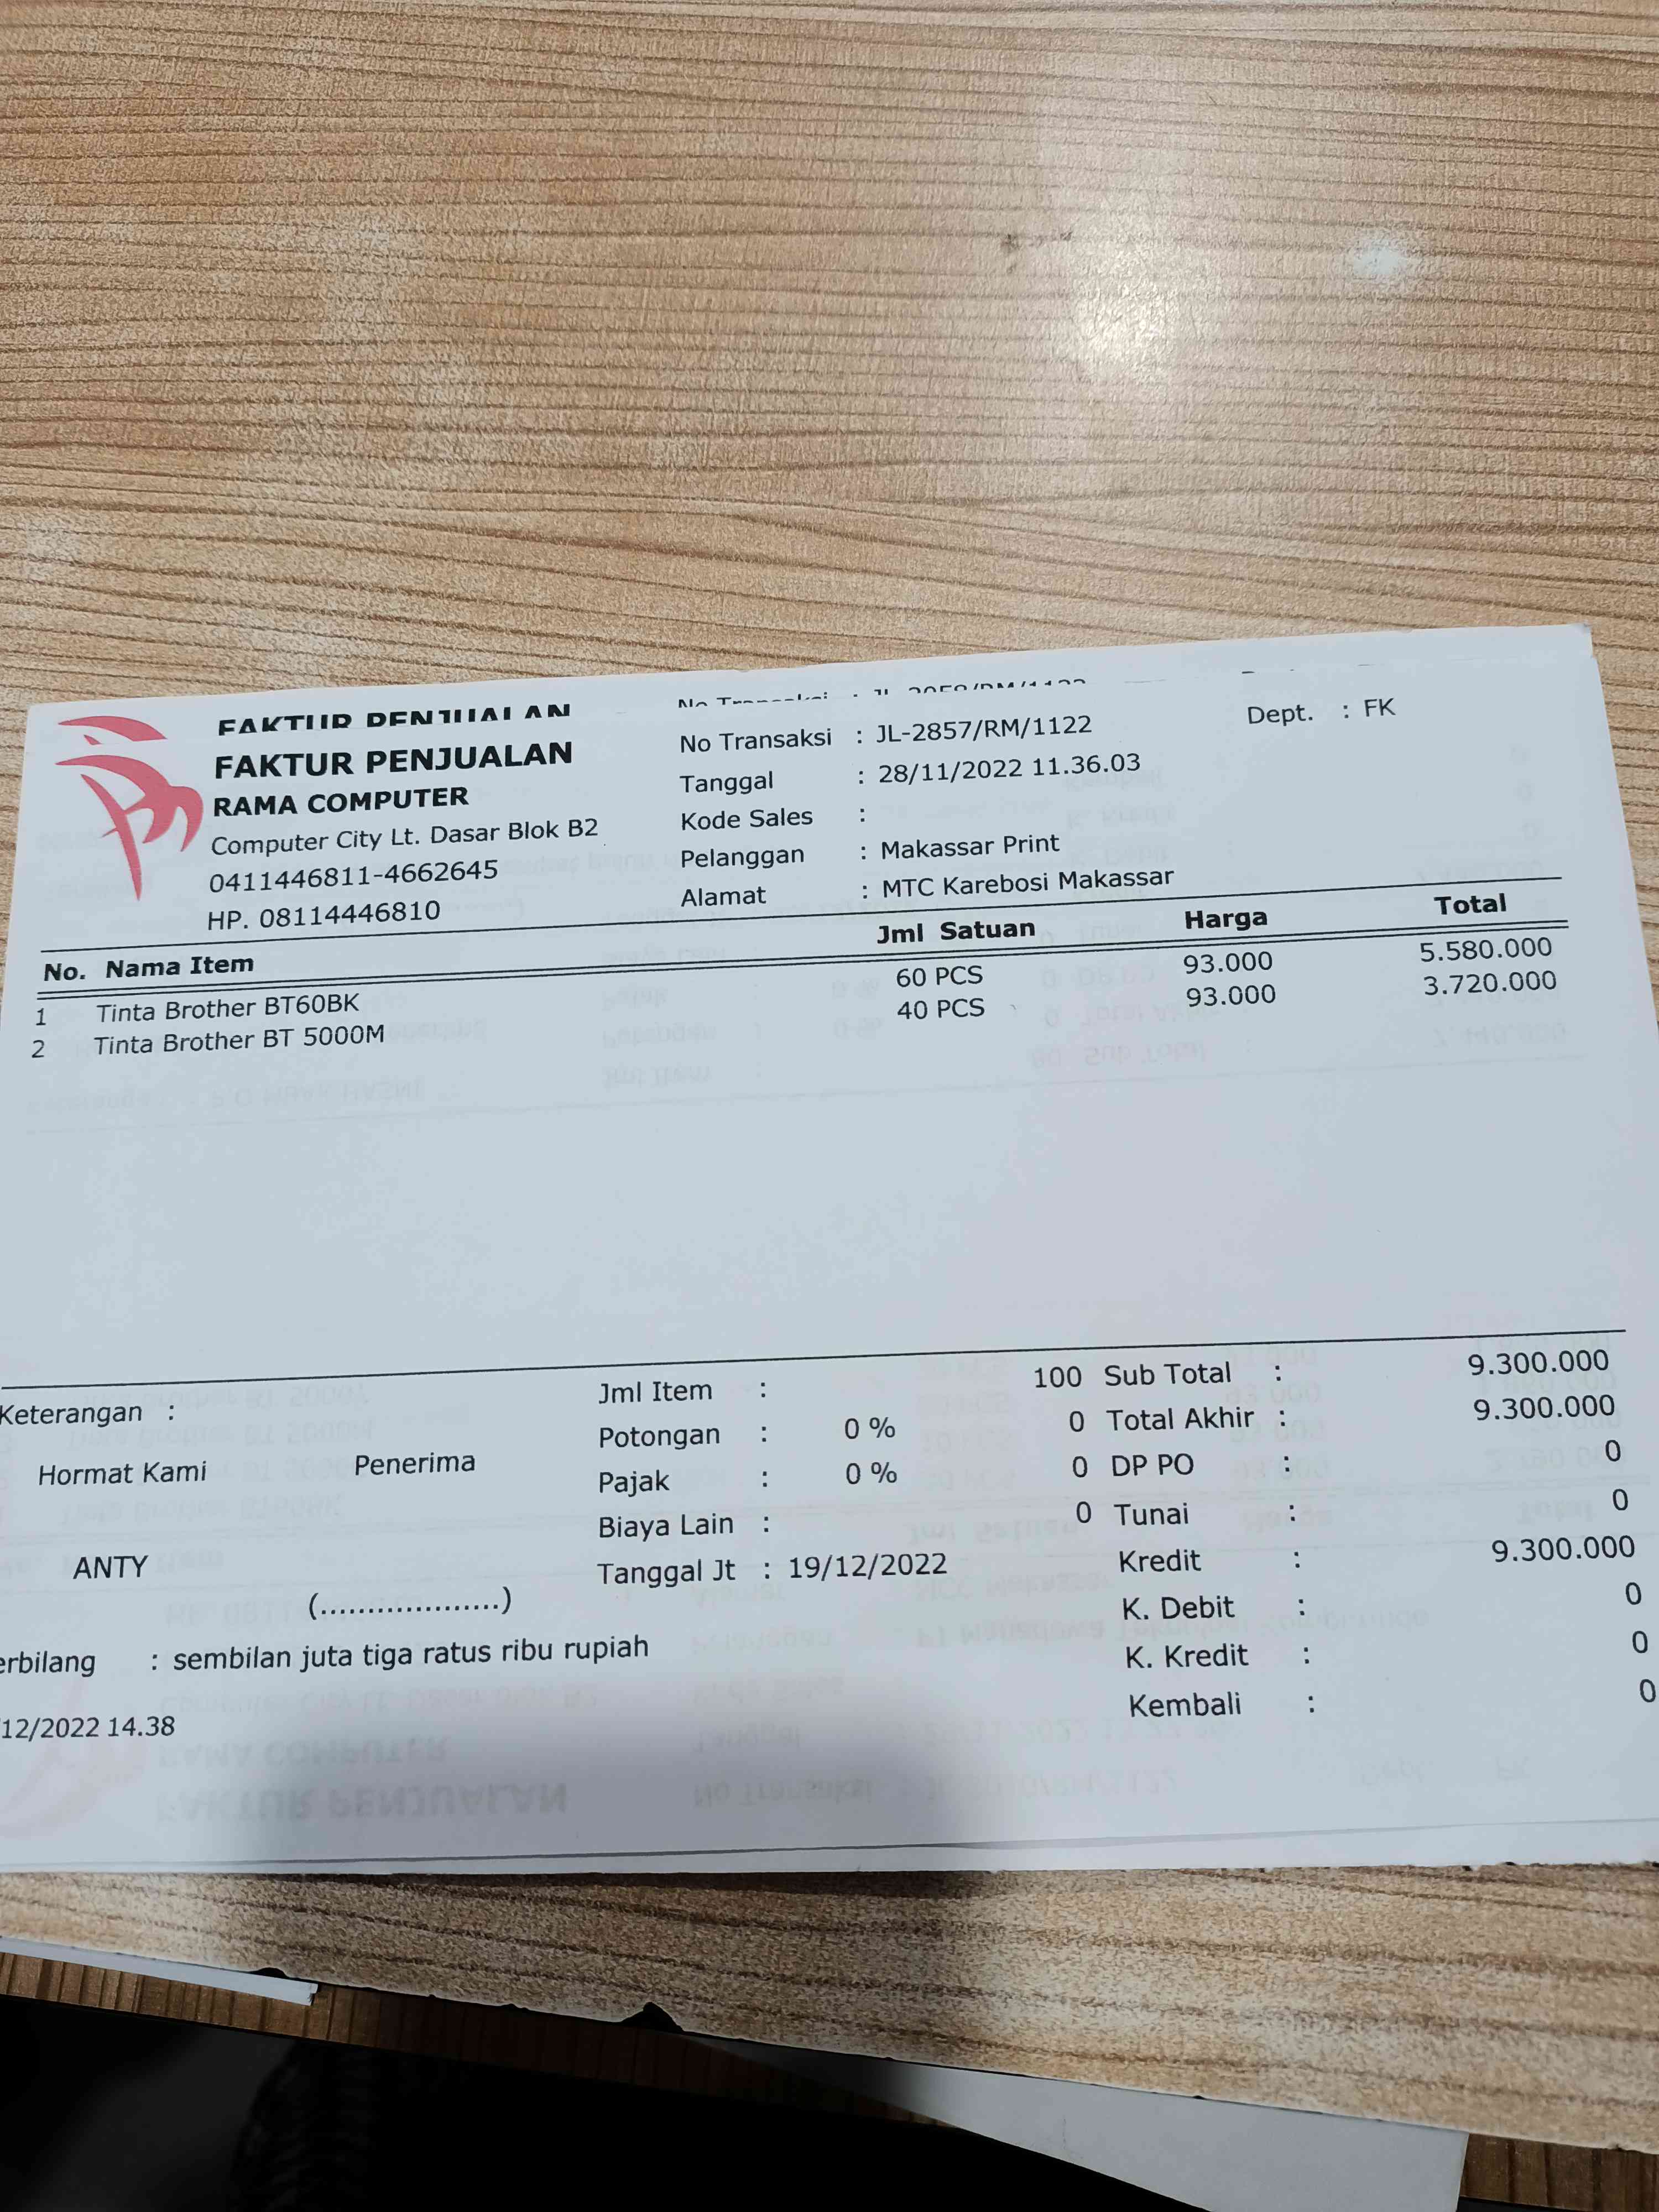 FAKTUR PENJUALAN
No Transaksi :
FAKTUR PENJUALAN
RAMA COMPUTER
Computer City Lt. Dasar Blok B2
0411446811-4662645
HP. 08114446810
No Transaksi : JL-2857/RM/1122 Dept. : FK
Tanggal : 28/11/2022 11.36.03
Kode Sales :
Pelanggan : Makassar Print
Alamat : MTC Karebosi Makassar
No. Nama Item Jml Satuan Harga Total
1 Tinta Brother BT60BK 60 PCS 93.000 5.580.000
2 Tinta Brother BT 5000M 40 PCS 93.000 3.720.000
Keterangan :
Hormat Kami Penerima
ANTY
(....................)
Jml Item : 100
Potongan : 0 % 0
Pajak : 0 % 0
Biaya Lain : 0
Tanggal Jt : 19/12/2022
Sub Total : 9.300.000
Total Akhir : 9.300.000
DP PO : 0
Tunai : 0
Kredit : 9.300.000
K. Debit : 0
K. Kredit : 0
Kembali : 0
erbilang : sembilan juta tiga ratus ribu rupiah
12/2022 14.38